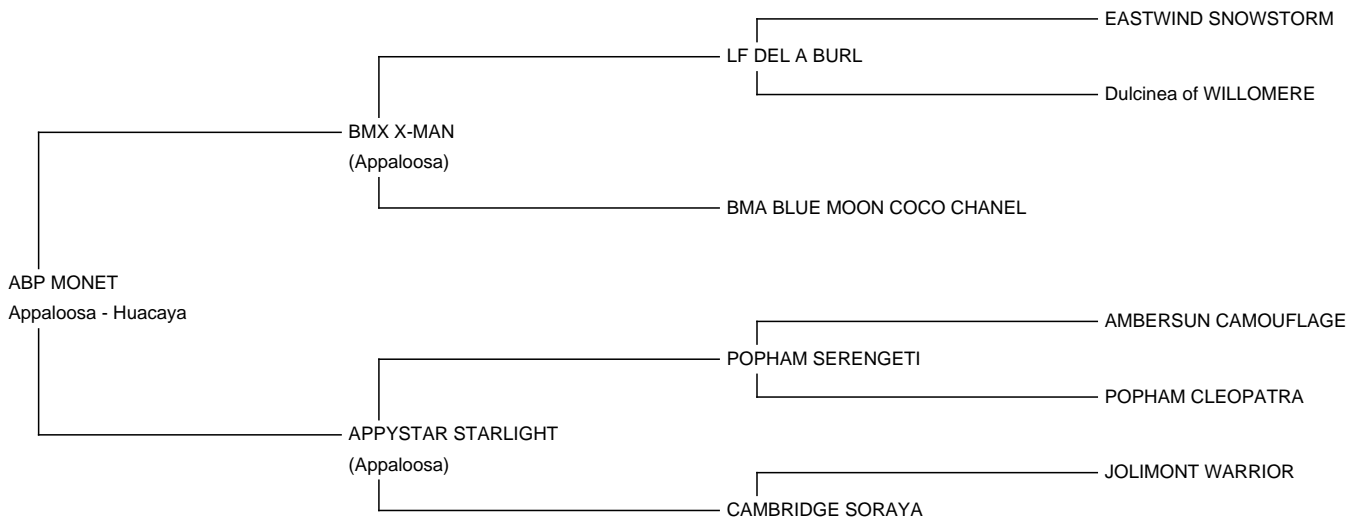 EASTWIND SNOWSTORM
LF DEL A BURL
Dulcinea of WILLOMERE
BMX X-MAN
(Appaloosa)
BMA BLUE MOON COCO CHANEL
ABP MONET
Appaloosa - Huacaya
AMBERSUN CAMOUFLAGE
POPHAM SERENGETI
POPHAM CLEOPATRA
APPYSTAR STARLIGHT
(Appaloosa)
JOLIMONT WARRIOR
CAMBRIDGE SORAYA